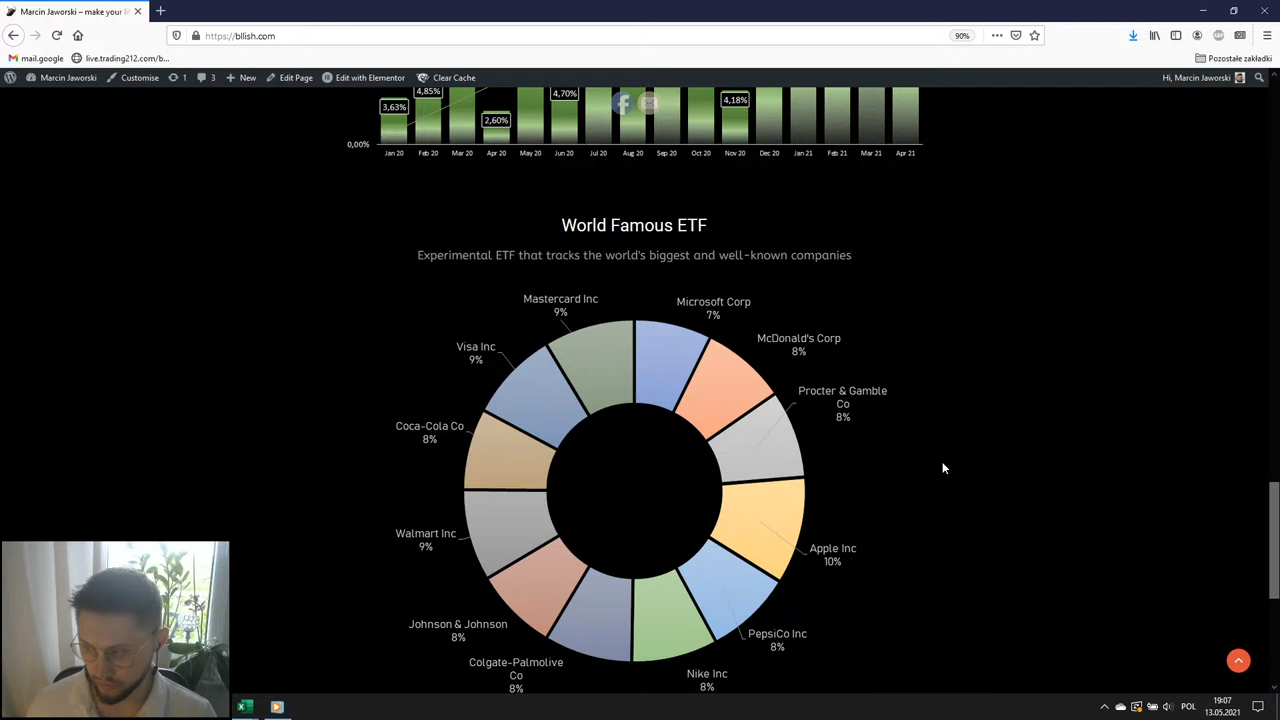 Marcin Jaworski – make your
https://bllish.com
90%
mail.google
live.trading212.com/b...
Pozostałe zakładki
Marcin Jaworski
Customise
1
3
New
Edit Page
Edit with Elementor
Clear Cache
Hi, Marcin Jaworski
3,63%
4,85%
2,60%
4,70%
4,18%
0,00%
Jan 20 Feb 20 Mar 20 Apr 20 May 20 Jun 20 Jul 20 Aug 20 Sep 20 Oct 20 Nov 20 Dec 20 Jan 21 Feb 21 Mar 21 Apr 21
World Famous ETF
Experimental ETF that tracks the world's biggest and well-known companies
Mastercard Inc
9%
Microsoft Corp
7%
McDonald's Corp
8%
Visa Inc
9%
Procter & Gamble
Co
8%
Coca-Cola Co
8%
Walmart Inc
9%
Apple Inc
10%
Johnson & Johnson
8%
PepsiCo Inc
8%
Colgate-Palmolive
Co
8%
Nike Inc
8%
POL
19:07
13.05.2021